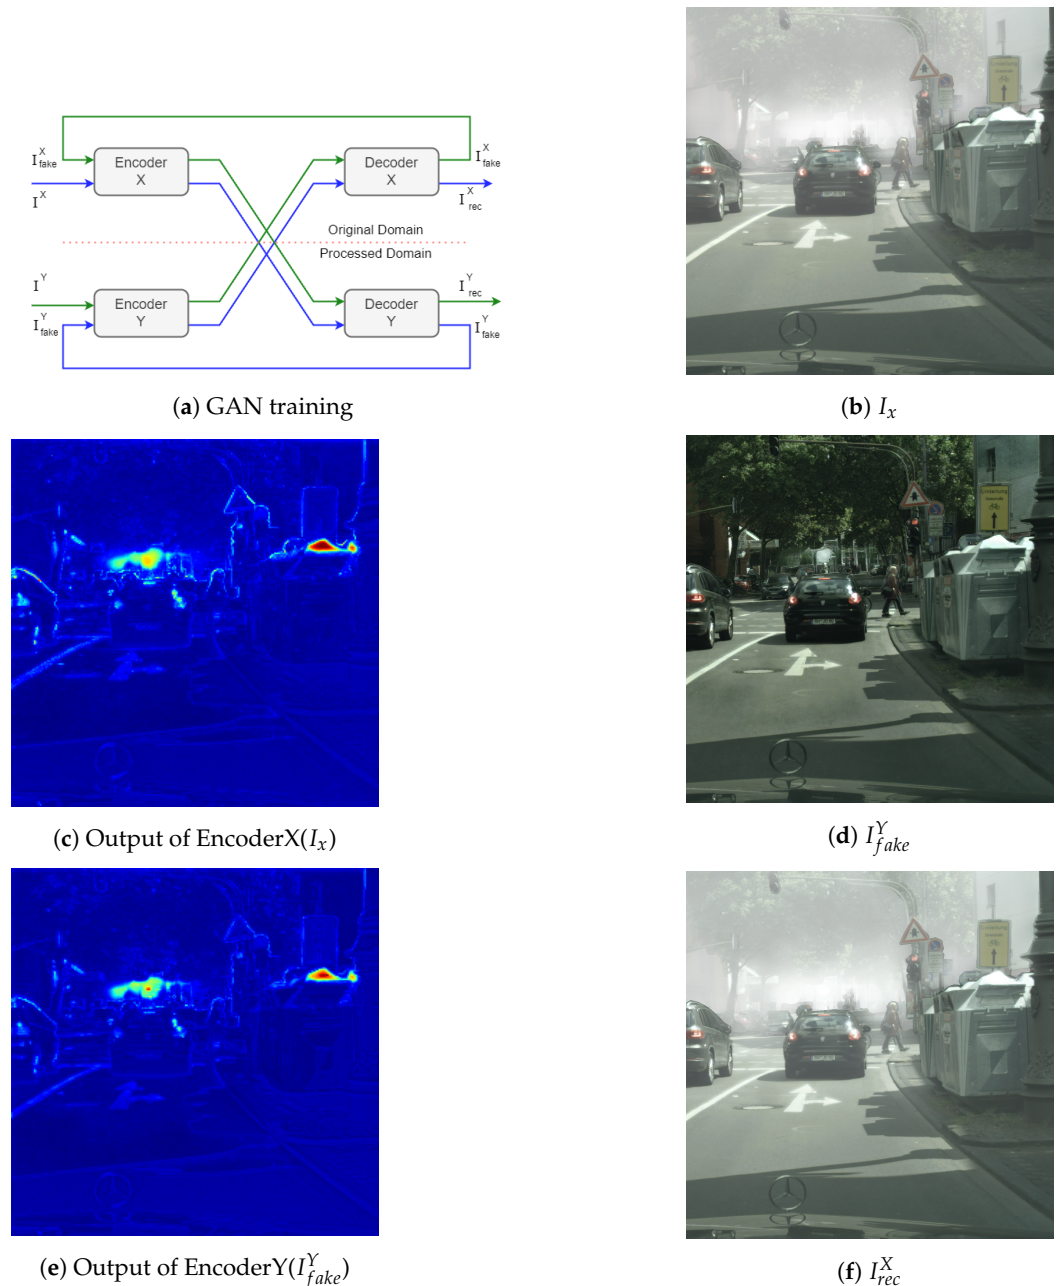 I^X_fake
I^X
Encoder
X
Decoder
X
I^X_fake
I^X_rec
Original Domain
Processed Domain
I^Y
I^Y_fake
Encoder
Y
Decoder
Y
I^Y_rec
I^Y_fake
(a) GAN training
(b) I_x
(c) Output of EncoderX(I_x)
(d) I^Y_fake
(e) Output of EncoderY(I^Y_fake)
(f) I^X_rec